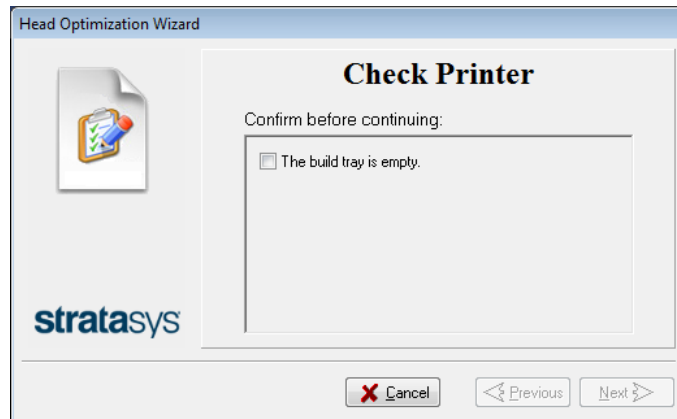 Head Optimization Wizard
Check Printer
Confirm before continuing:
The build tray is empty.
stratasys
Cancel
Previous
Next